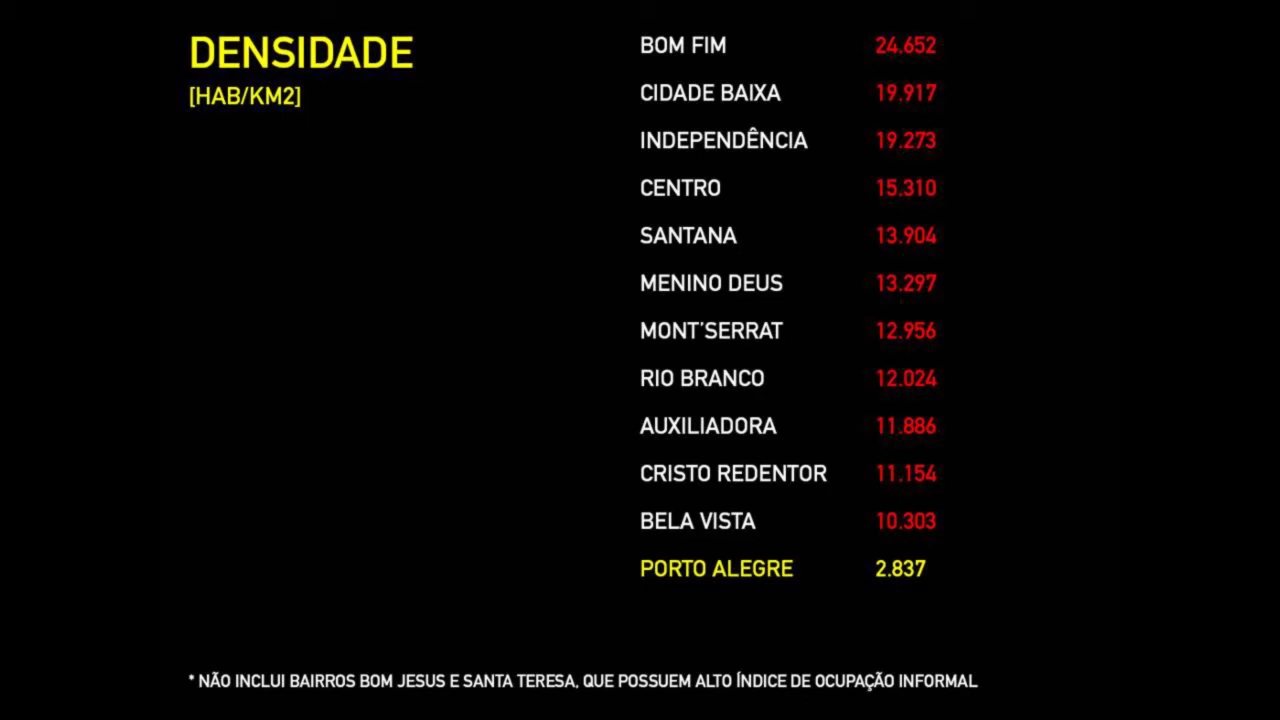 DENSIDADE
[HAB/KM2]
BOM FIM 24.652
CIDADE BAIXA 19.917
INDEPENDÊNCIA 19.273
CENTRO 15.310
SANTANA 13.904
MENINO DEUS 13.297
MONT'SERRAT 12.956
RIO BRANCO 12.024
AUXILIADORA 11.886
CRISTO REDENTOR 11.154
BELA VISTA 10.303
PORTO ALEGRE 2.837
* NÃO INCLUI BAIRROS BOM JESUS E SANTA TERESA, QUE POSSUEM ALTO ÍNDICE DE OCUPAÇÃO INFORMAL